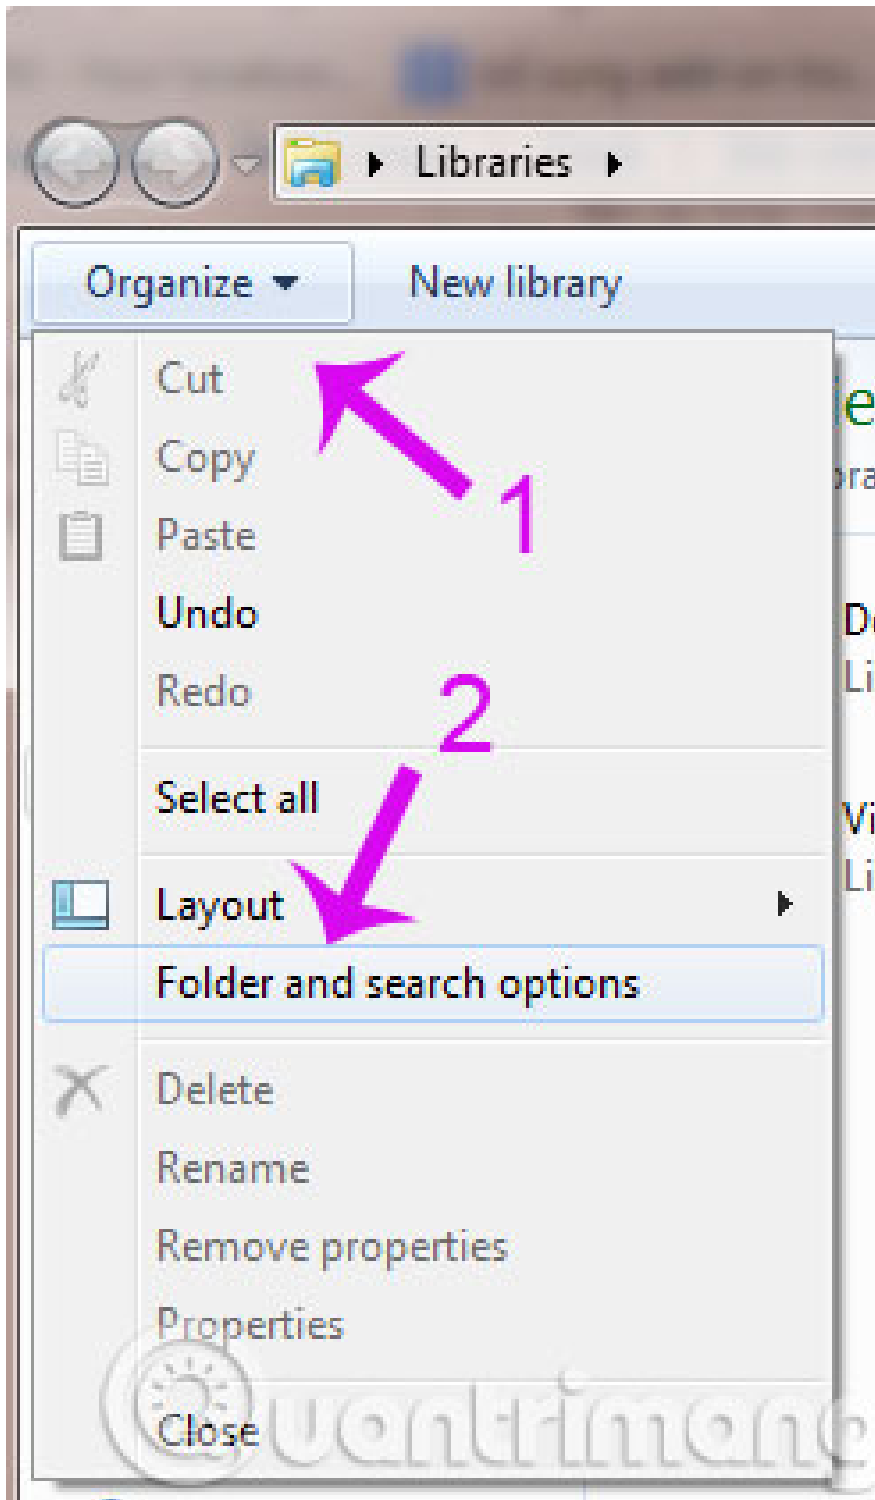 Libraries
Organize New library
Cut
1
Copy
Paste
Undo
Redo
2
Select all
Layout
Folder and search options
Delete
Rename
Remove properties
Properties
Close
uantrimang